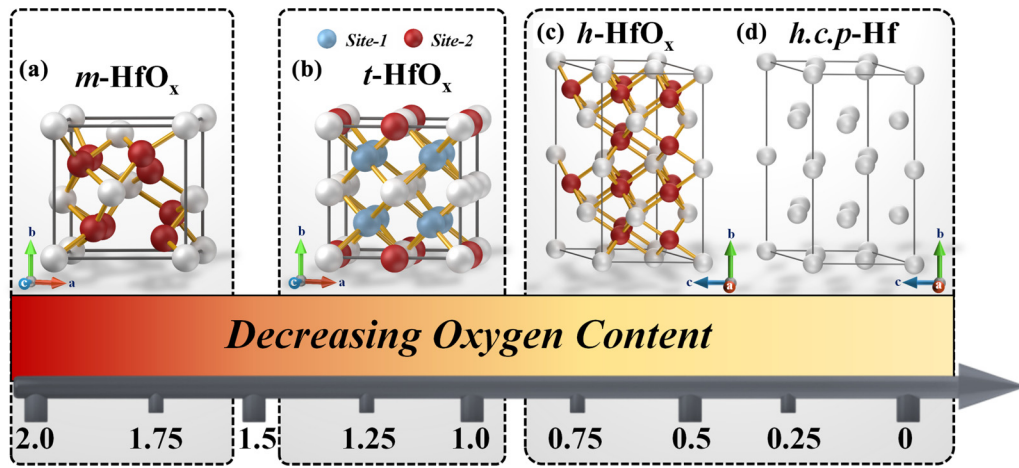 Site-1 Site-2
(a) m-HfOₓ
(b) t-HfOₓ
(c) h-HfOₓ
(d) h.c.p-Hf
b
c a
b
c a
b
c a
b
c a
Decreasing Oxygen Content
2.0 1.75 1.5 1.25 1.0 0.75 0.5 0.25 0